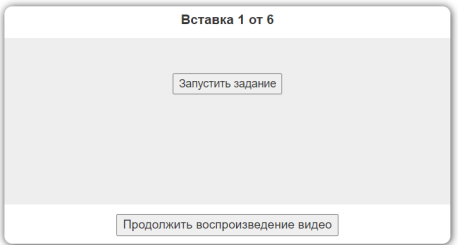 Вставка 1 от 6
Запустить задание
Продолжить воспроизведение видео